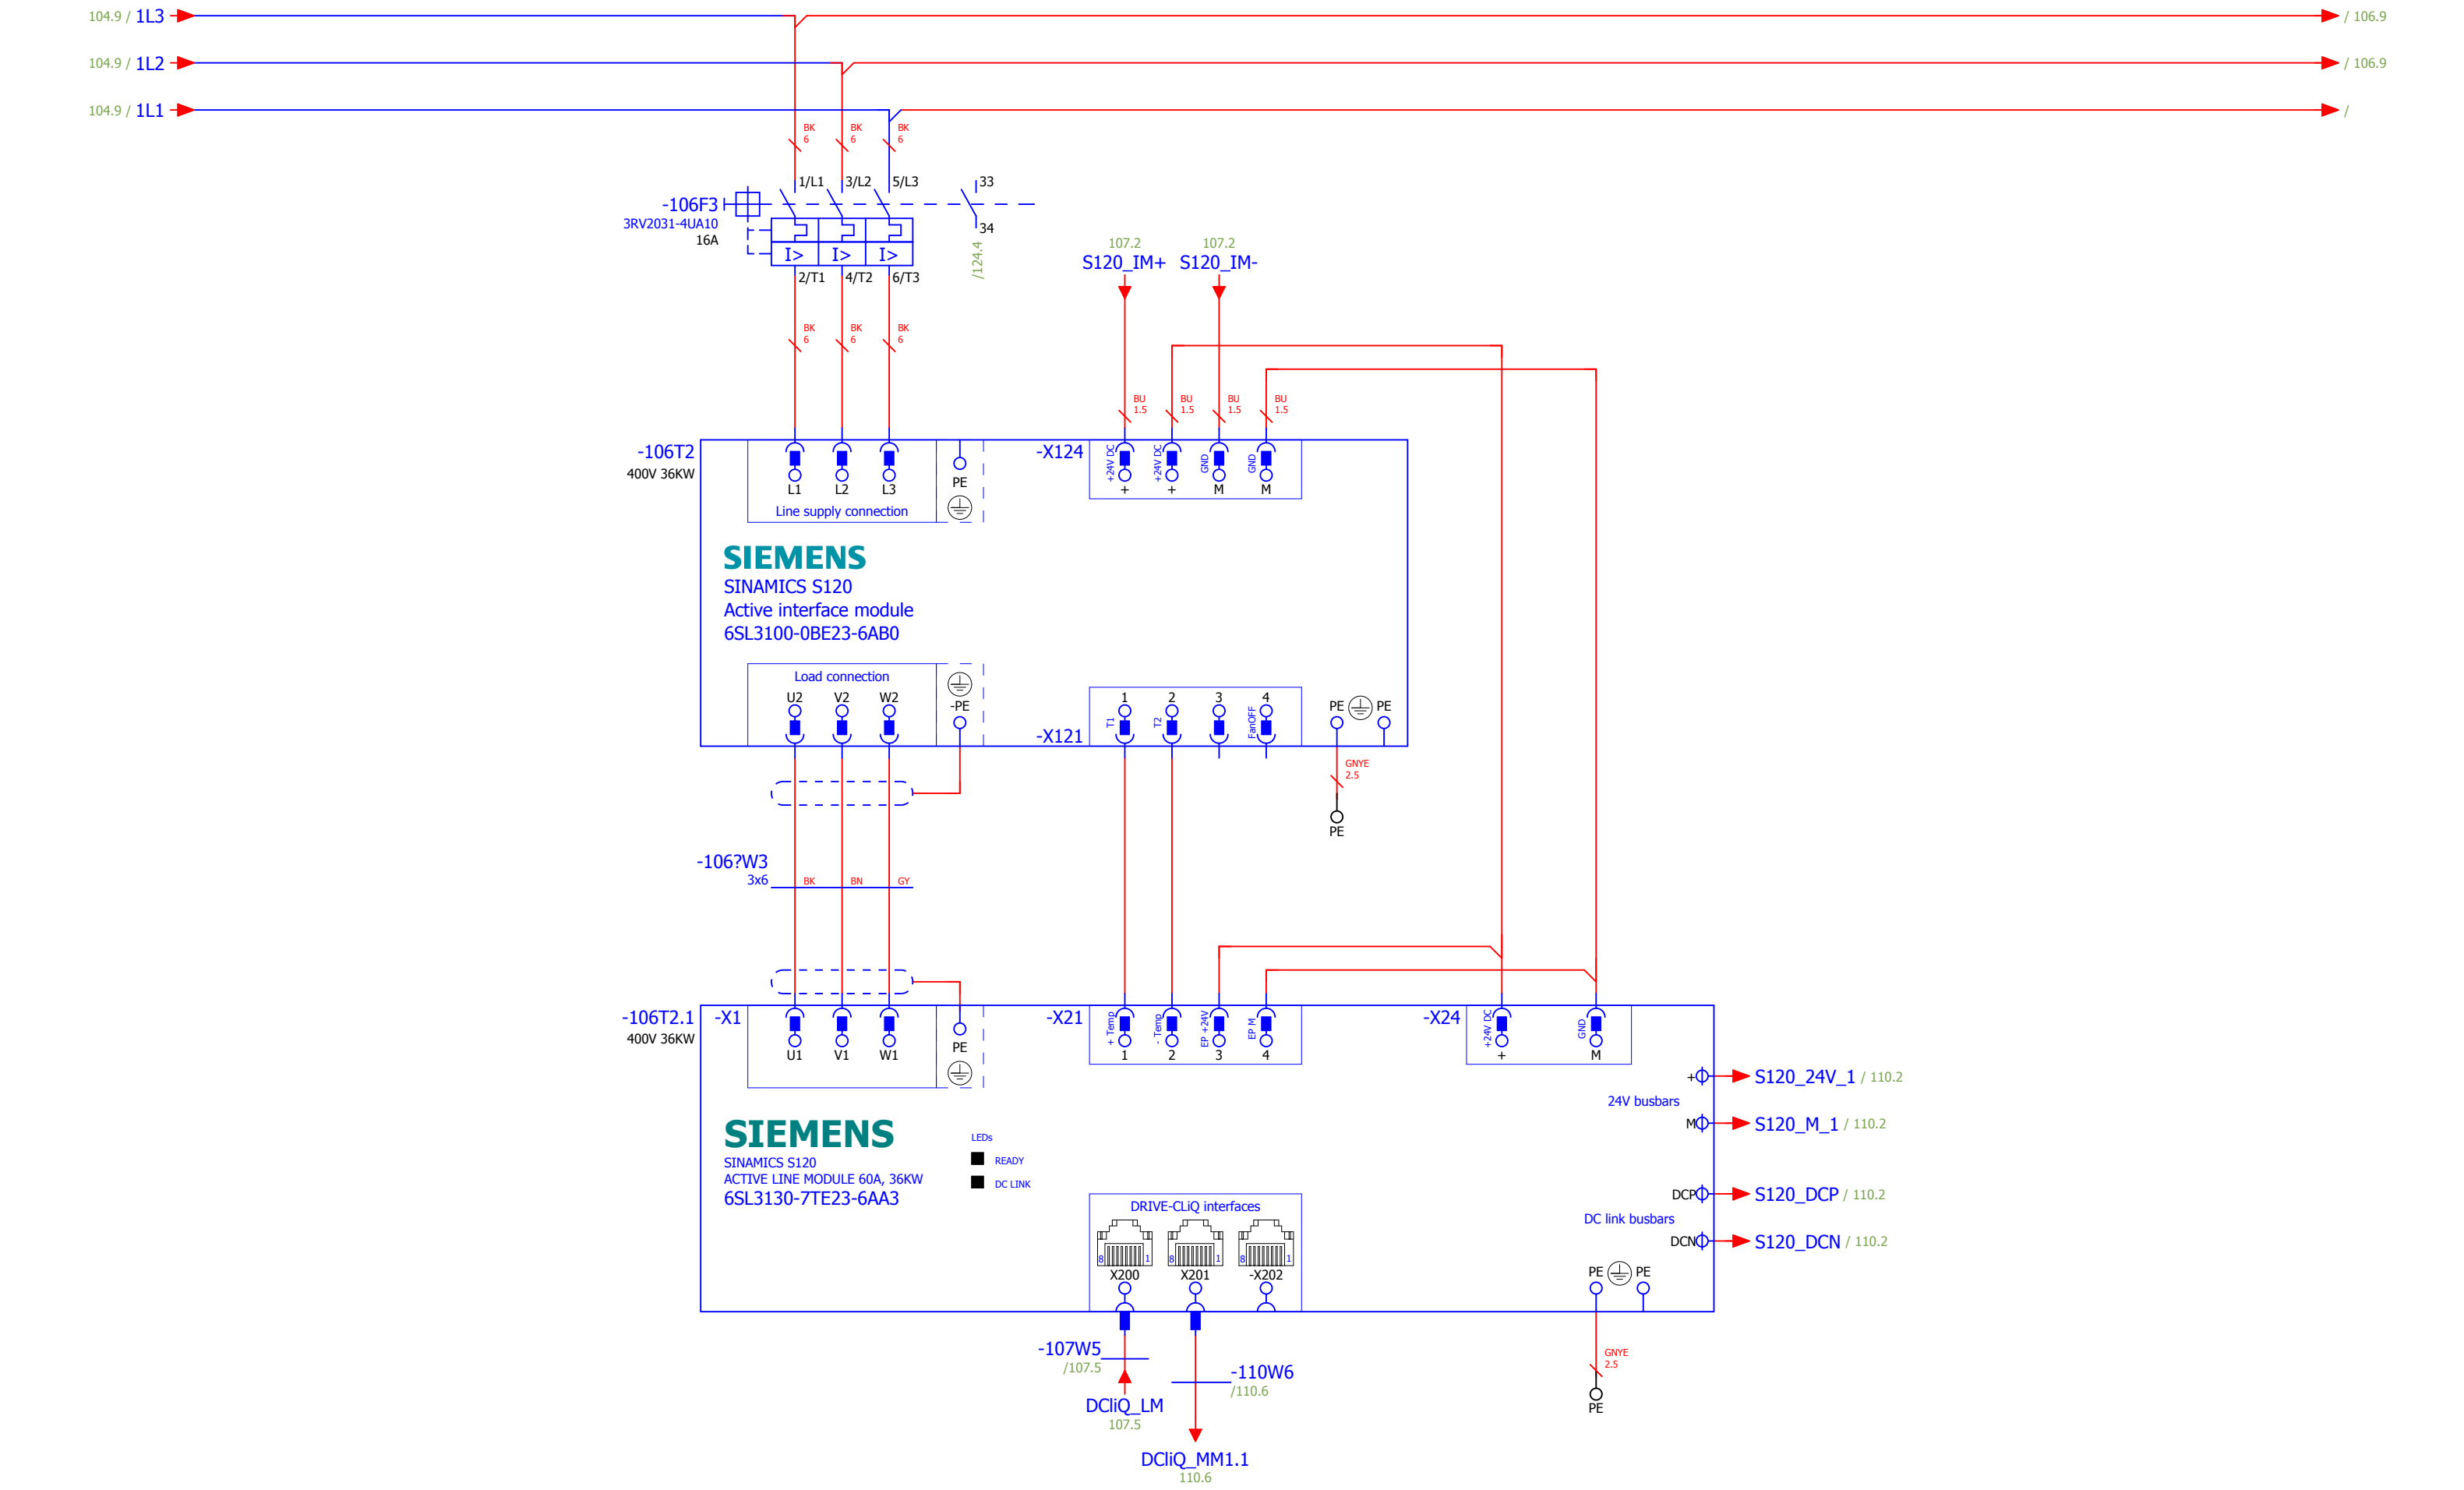 104.9 / 1L3
/ 106.9
104.9 / 1L2
/ 106.9
104.9 / 1L1
/
BK
6
BK
6
BK
6
1/L1
3/L2
5/L3
33
-106F3
3RV2031-4UA10
16A
34
/124.4
I>
I>
I>
2/T1
4/T2
6/T3
107.2
S120_IM+
107.2
S120_IM-
BK
6
BK
6
BK
6
BU
1.5
BU
1.5
BU
1.5
BU
1.5
-106T2
400V 36KW
L1
L2
L3
PE
Line supply connection
-X124
+24V DC
+24V DC
GND
GND
+
+
M
M
SIEMENS
SINAMICS S120
Active interface module
6SL3100-0BE23-6AB0
Load connection
U2
V2
W2
-PE
-X121
1
2
3
4
T1
T2
FanOFF
PE
PE
GNYE
2.5
PE
-106?W3
3x6
BK
BN
GY
-106T2.1
400V 36KW
-X1
U1
V1
W1
PE
-X21
+ Temp
- Temp
EP +24V
EP M
1
2
3
4
-X24
+24V DC
GND
+
M
+
S120_24V_1 / 110.2
24V busbars
M
S120_M_1 / 110.2
DCP
S120_DCP / 110.2
DC link busbars
DCN
S120_DCN / 110.2
SIEMENS
SINAMICS S120
ACTIVE LINE MODULE 60A, 36KW
6SL3130-7TE23-6AA3
LEDs
READY
DC LINK
DRIVE-CLiQ interfaces
8 1
8 1
8 1
X200
X201
-X202
PE
PE
GNYE
2.5
PE
-107W5
/107.5
DCliQ_LM
107.5
-110W6
/110.6
DCliQ_MM1.1
110.6